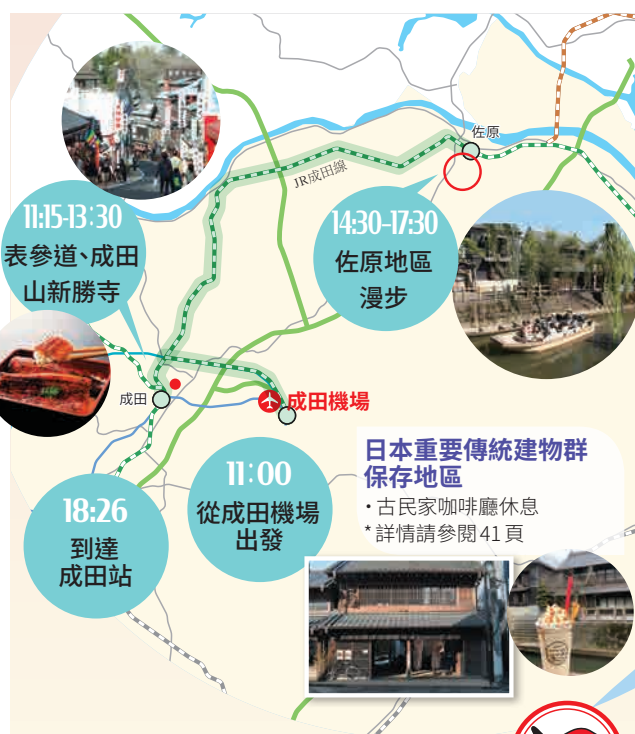 佐原
JR成田線
11:15-13:30
表參道、成田
山新勝寺
14:30-17:30
佐原地區
漫步
成田
成田機場
11:00
從成田機場
出發
18:26
到達
成田站
日本重要傳統建物群
保存地區
・古民家咖啡廳休息
*詳情請參閱41頁